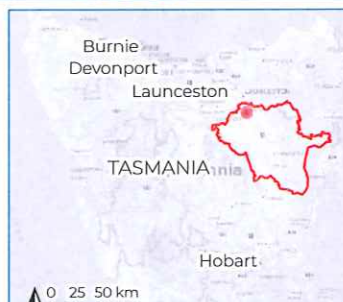 Burnie
Devonport
Launceston
TASMANIA
Hobart
0 25 50 km